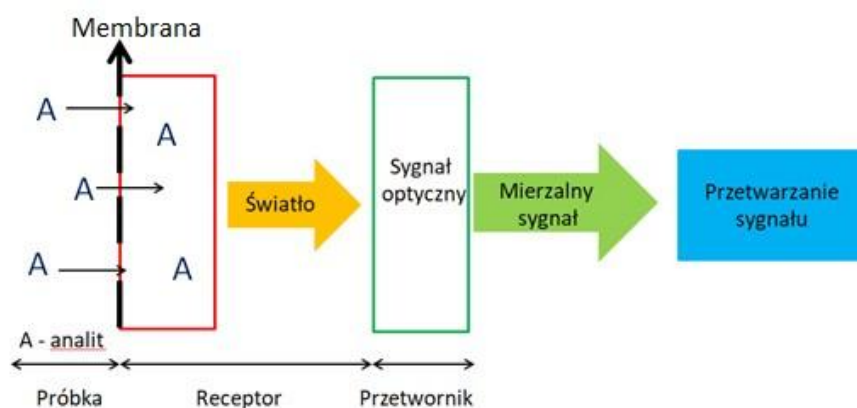 Membrana
A
A
A
A
A
Światło
Sygnał
optyczny
Mierzalny
sygnał
Przetwarzanie
sygnału
A - analit
Próbka
Receptor
Przetwornik